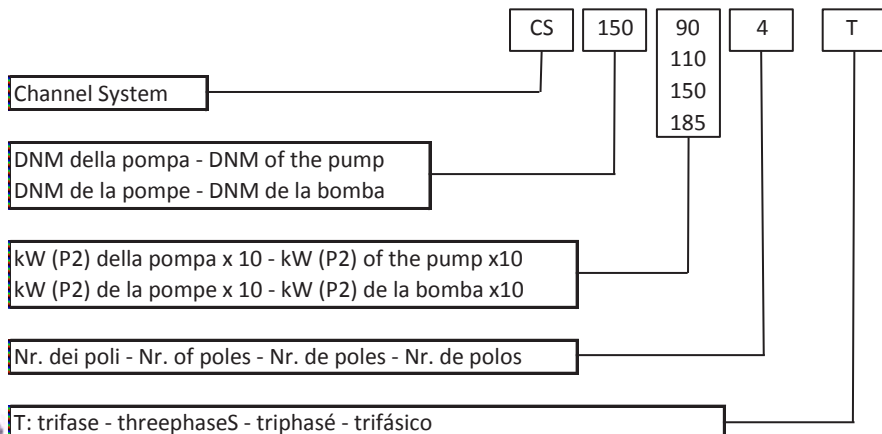 CS 150 90 4 T
110
150
185
Channel System
DNM della pompa - DNM of the pump
DNM de la pompe - DNM de la bomba
kW (P2) della pompa x 10 - kW (P2) of the pump x10
kW (P2) de la pompe x 10 - kW (P2) de la bomba x10
Nr. dei poli - Nr. of poles - Nr. de poles - Nr. de polos
T: trifase - threephaseS - triphasé - trifásico